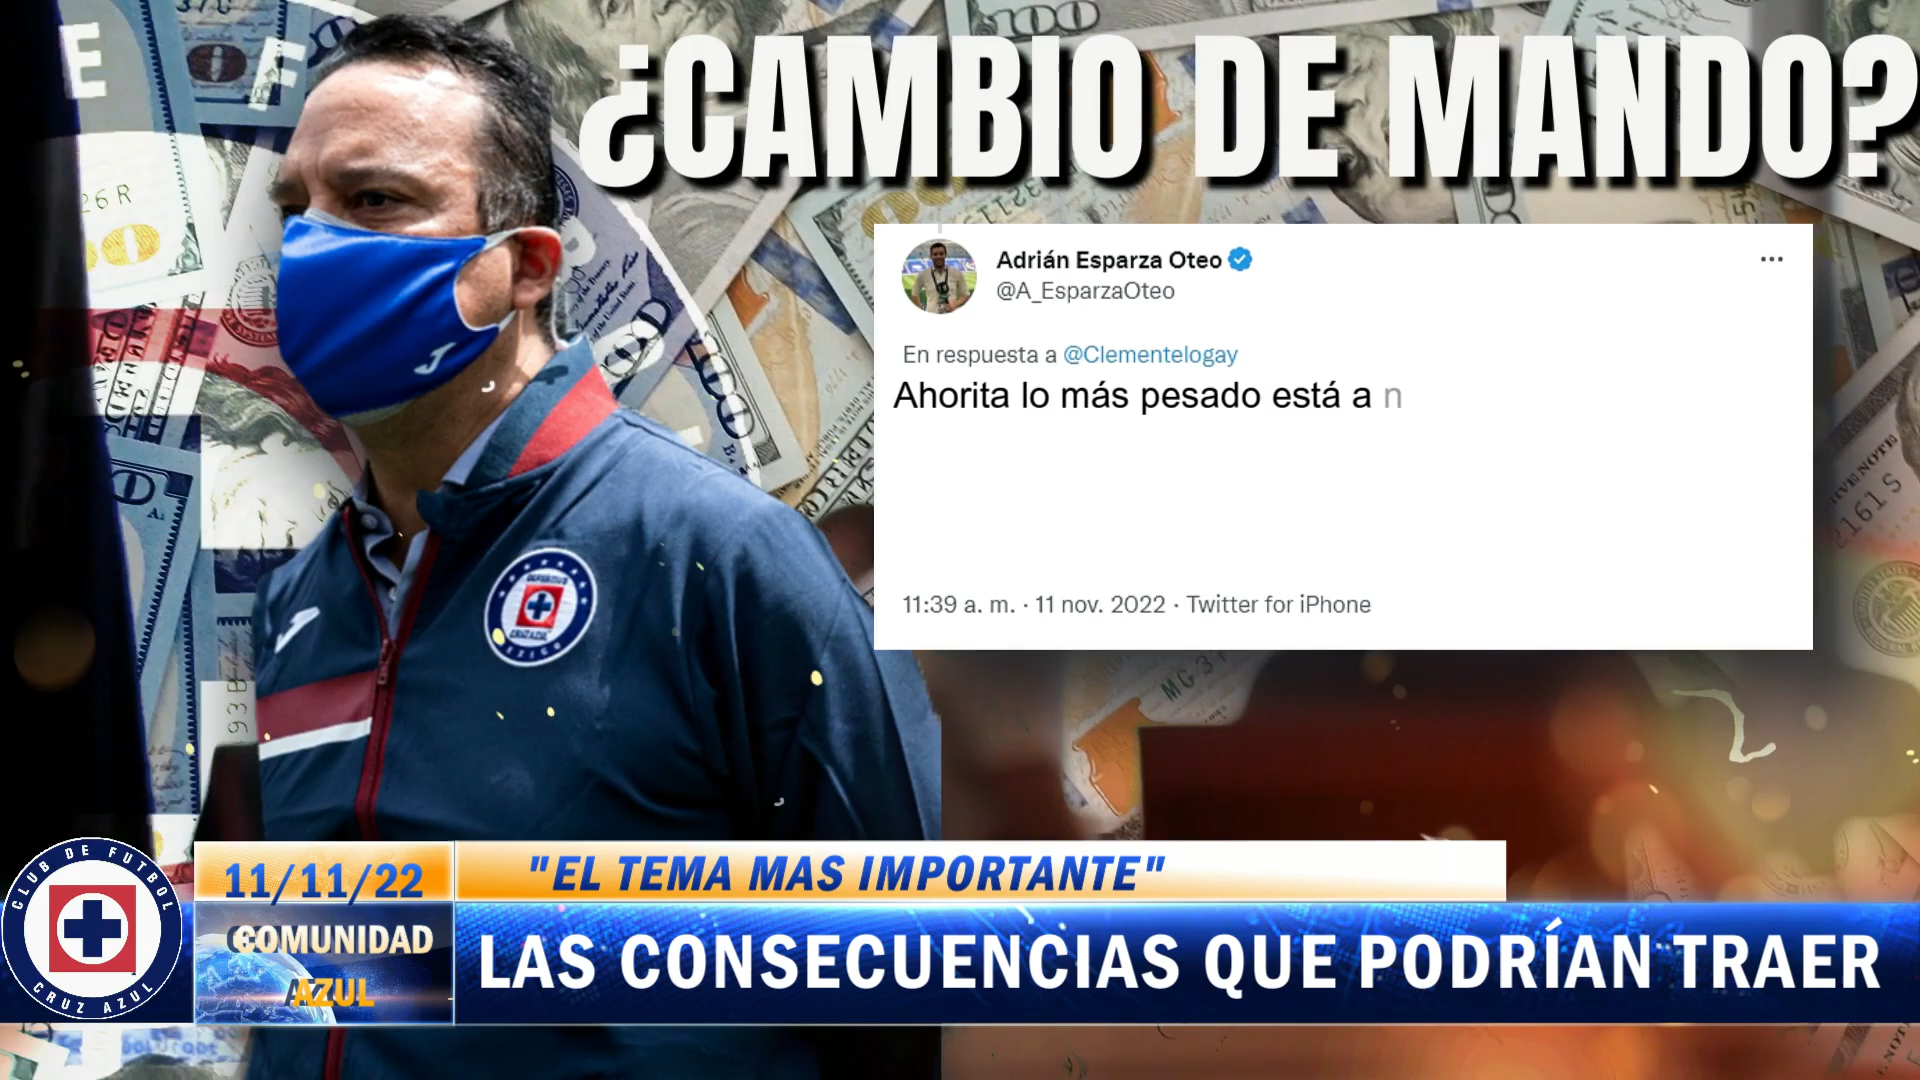 ¿CAMBIO DE MANDO?
Adrián Esparza Oteo
@A_EsparzaOteo
En respuesta a @Clementelogay
Ahorita lo más pesado está a n
11:39 a. m. · 11 nov. 2022 · Twitter for iPhone
11/11/22
"EL TEMA MAS IMPORTANTE"
COMUNIDAD
AZUL
LAS CONSECUENCIAS QUE PODRÍAN TRAER
CLUB DE FUTBOL
CRUZ AZUL